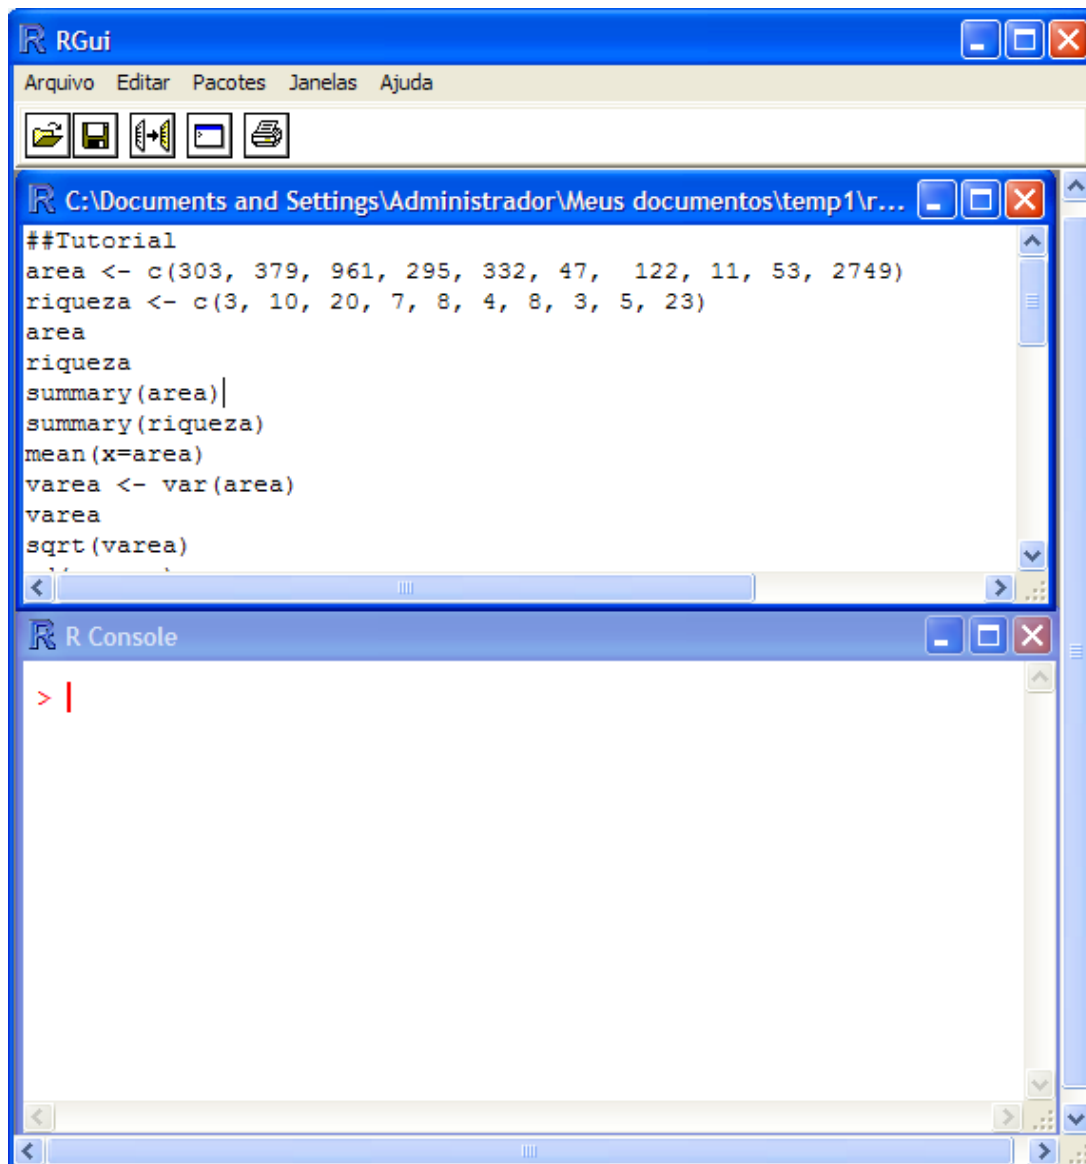 RGui
Arquivo Editar Pacotes Janelas Ajuda
C:\Documents and Settings\Administrador\Meus documentos\temp1\r...
##Tutorial
area <- c(303, 379, 961, 295, 332, 47,  122, 11, 53, 2749)
riqueza <- c(3, 10, 20, 7, 8, 4, 8, 3, 5, 23)
area
riqueza
summary(area)
summary(riqueza)
mean(x=area)
varea <- var(area)
varea
sqrt(varea)
R Console
>